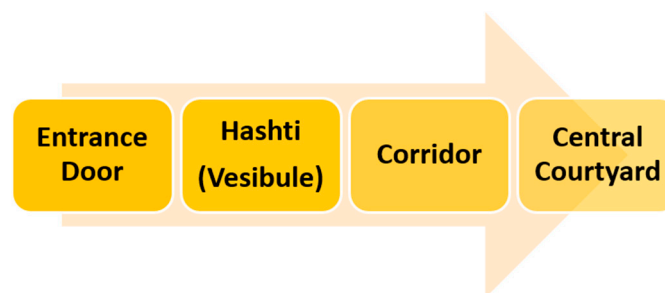 Entrance
Door
Hashti
(Vesibule)
Corridor
Central
Courtyard